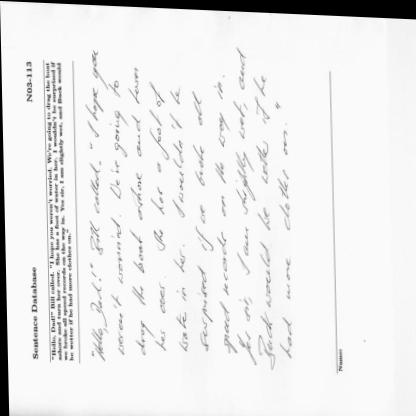 Sentence Database
N03-113
"Hello, Dad!" Bill called. "I hope you weren't worried. We're going to drag the boat
ashore and turn her over. She has a foot of water in her. I wouldn't be surprised if
we broke all speed records on the way in. Yes sir, I am slightly wet, and Buck would
be wetter if he had more clothes on."
"Hello, Dad!" Bill called. "I hope you
weren't worried. We're going to
drag the boat ashore and turn
her over. She has a foot of
water in her. I wouldn't be
surprised if we broke all
speed records on the way in.
Yes sir, I am slightly wet, and
Buck would be wetter if he
had more clothes on."
Name: